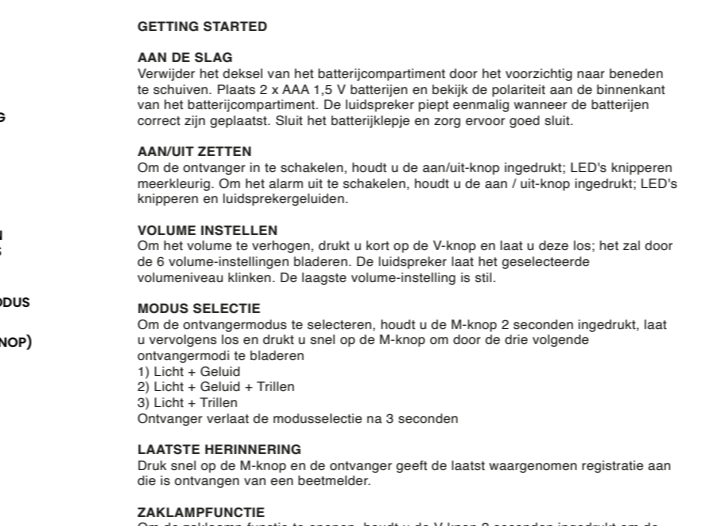 GETTING STARTED
AAN DE SLAG
Verwijder het deksel van het batterijcompartiment door het voorzichtig naar beneden
te schuiven. Plaats 2 x AAA 1,5 V batterijen en bekijk de polariteit aan de binnenkant
van het batterijcompartiment. De luidspreker piept eenmalig wanneer de batterijen
correct zijn geplaatst. Sluit het batterijklepje en zorg ervoor goed sluit.
AAN/UIT ZETTEN
Om de ontvanger in te schakelen, houdt u de aan/uit-knop ingedrukt; LED's knipperen
meerkleurig. Om het alarm uit te schakelen, houdt u de aan / uit-knop ingedrukt; LED's
knipperen en luidsprekergeluiden.
VOLUME INSTELLEN
Om het volume te verhogen, drukt u kort op de V-knop en laat u deze los; het zal door
de 6 volume-instellingen bladeren. De luidspreker laat het geselecteerde
volumeniveau klinken. De laagste volume-instelling is stil.
MODUS SELECTIE
Om de ontvangermodus te selecteren, houdt u de M-knop 2 seconden ingedrukt, laat
u vervolgens los en drukt u snel op de M-knop om door de drie volgende
ontvangermodi te bladeren
1) Licht + Geluid
2) Licht + Geluid + Trillen
3) Licht + Trillen
Ontvanger verlaat de modusselectie na 3 seconden
LAATSTE HERINNERING
Druk snel op de M-knop en de ontvanger geeft de laatst waargenomen registratie aan
die is ontvangen van een beetmelder.
ZAKLAMPFUNCTIE